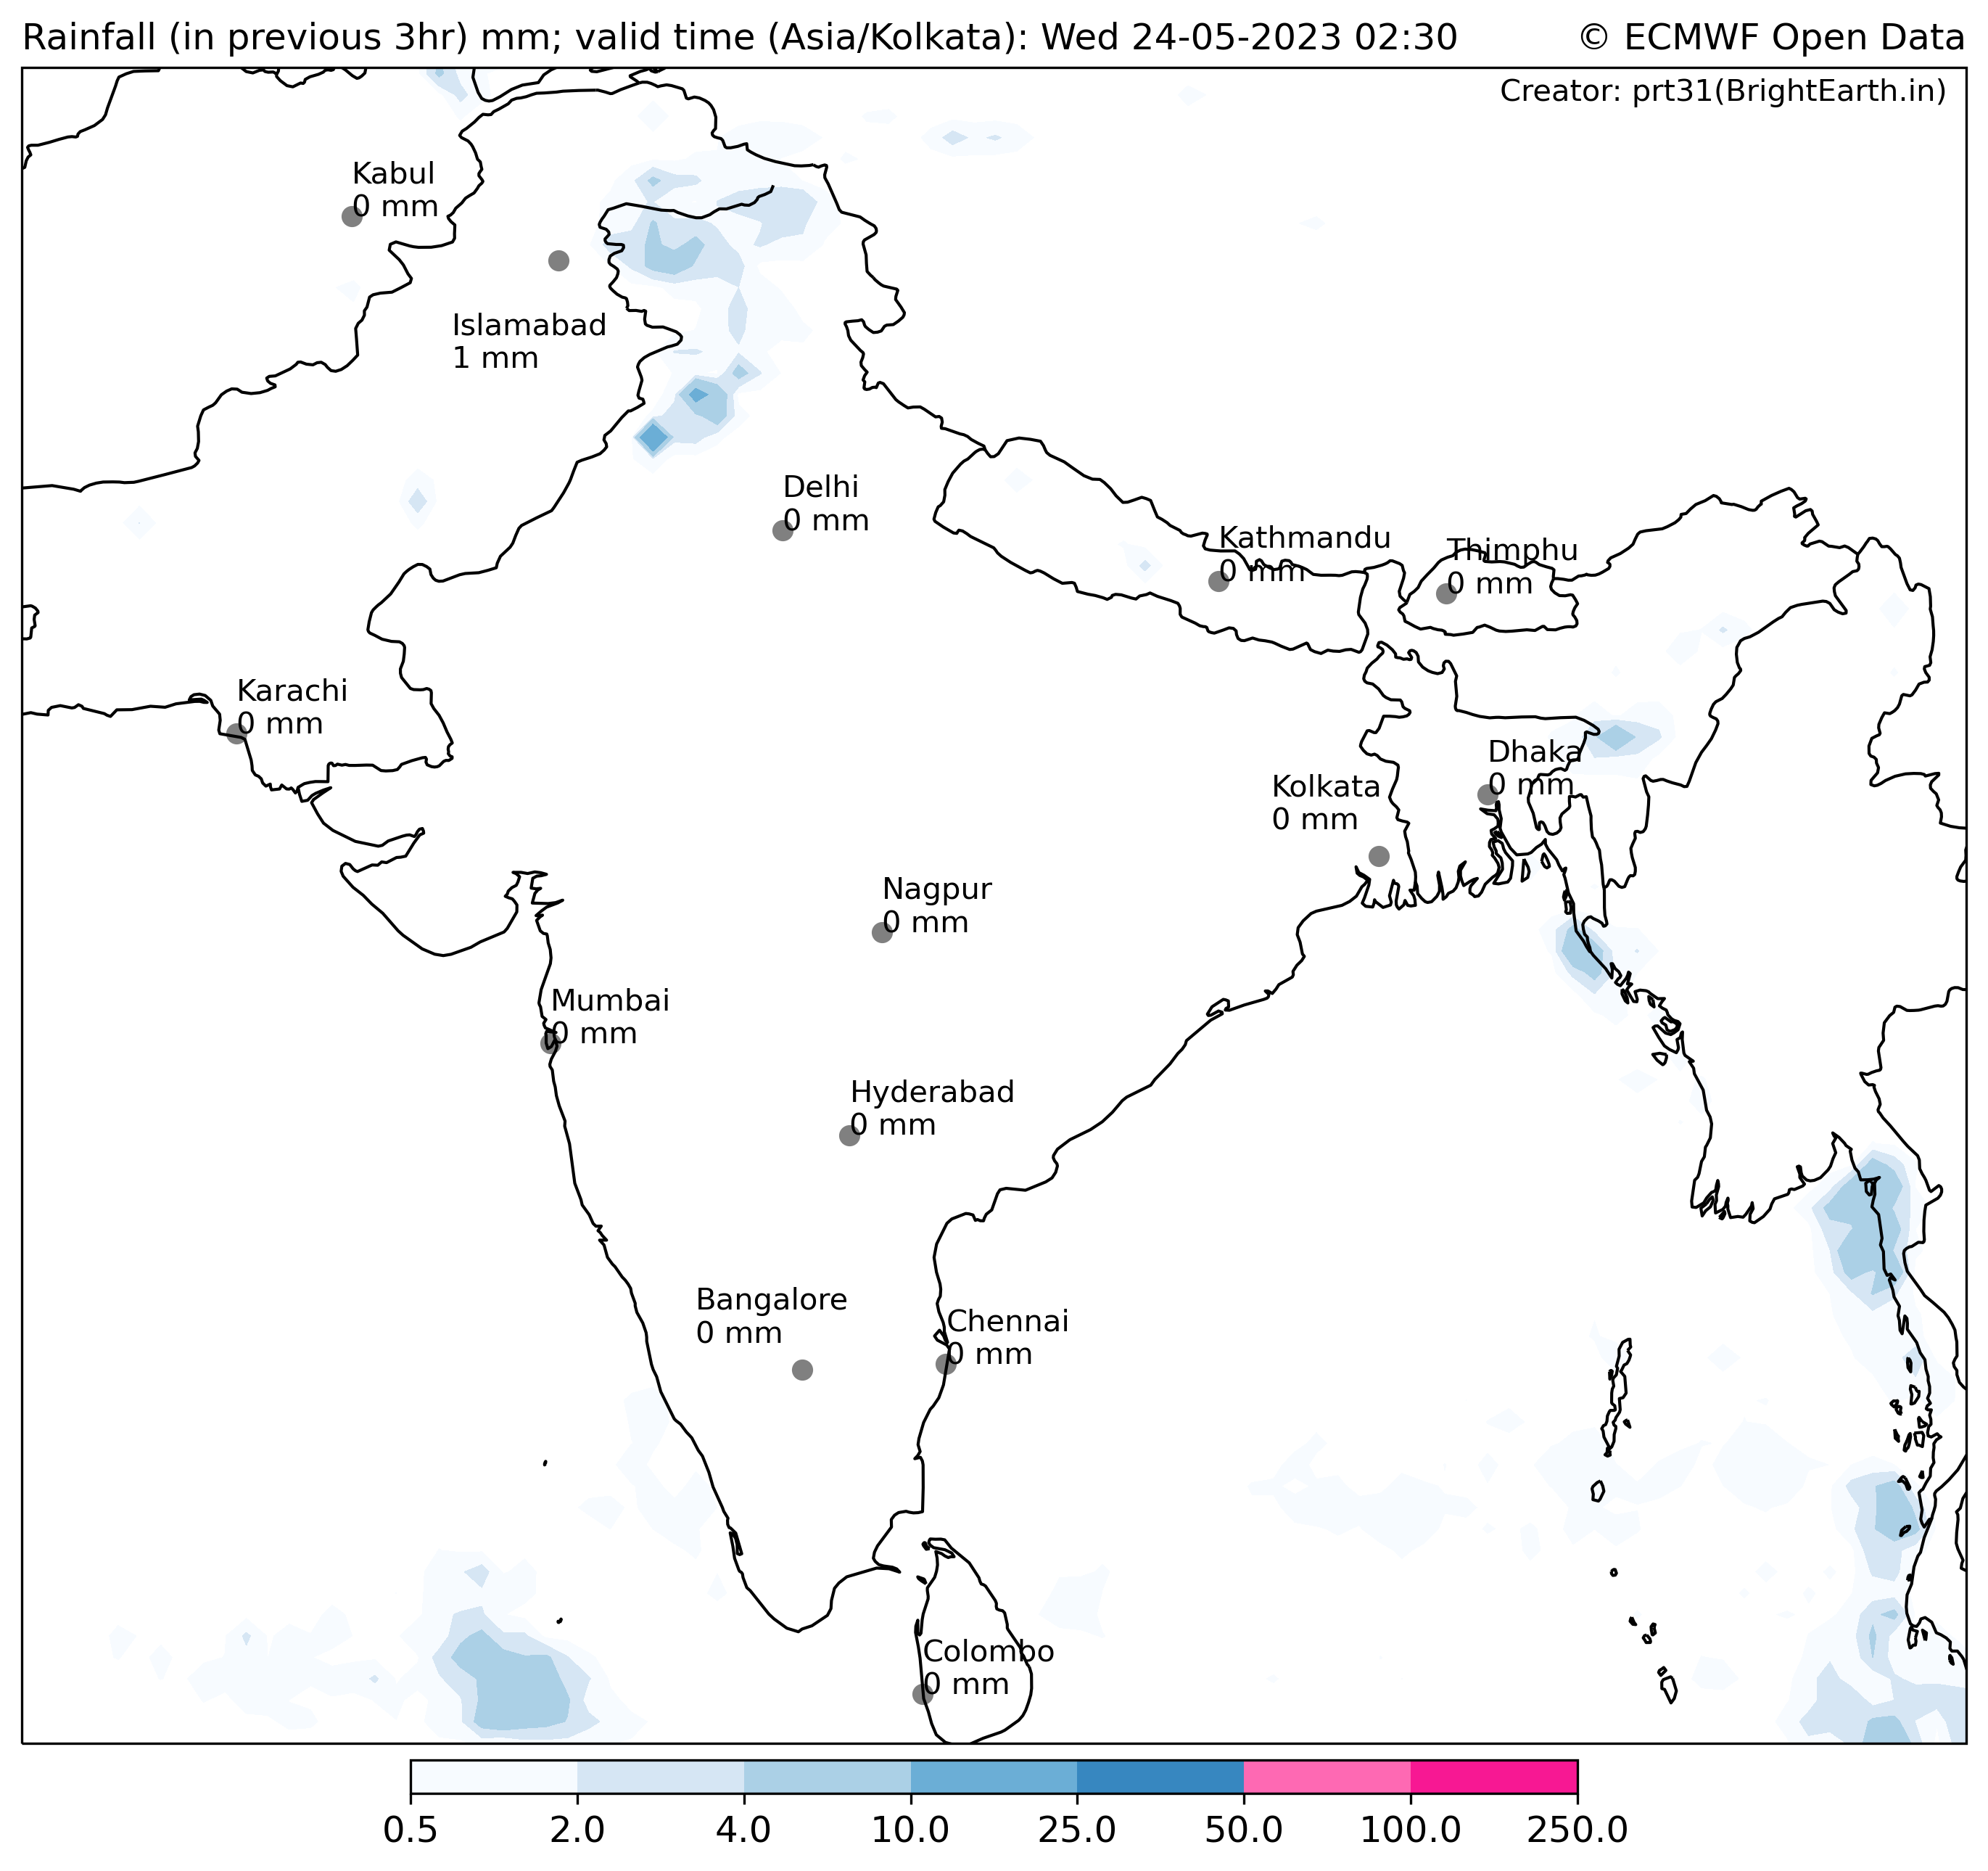 Rainfall (in previous 3hr) mm; valid time (Asia/Kolkata): Wed 24-05-2023 02:30
© ECMWF Open Data
Creator: prt31(BrightEarth.in)
Kabul
0 mm
Islamabad
1 mm
Delhi
0 mm
Kathmandu
0 mm
Thimphu
0 mm
Karachi
0 mm
Dhaka
0 mm
Kolkata
0 mm
Nagpur
0 mm
Mumbai
0 mm
Hyderabad
0 mm
Bangalore
0 mm
Chennai
0 mm
Colombo
0 mm
0.5 2.0 4.0 10.0 25.0 50.0 100.0 250.0